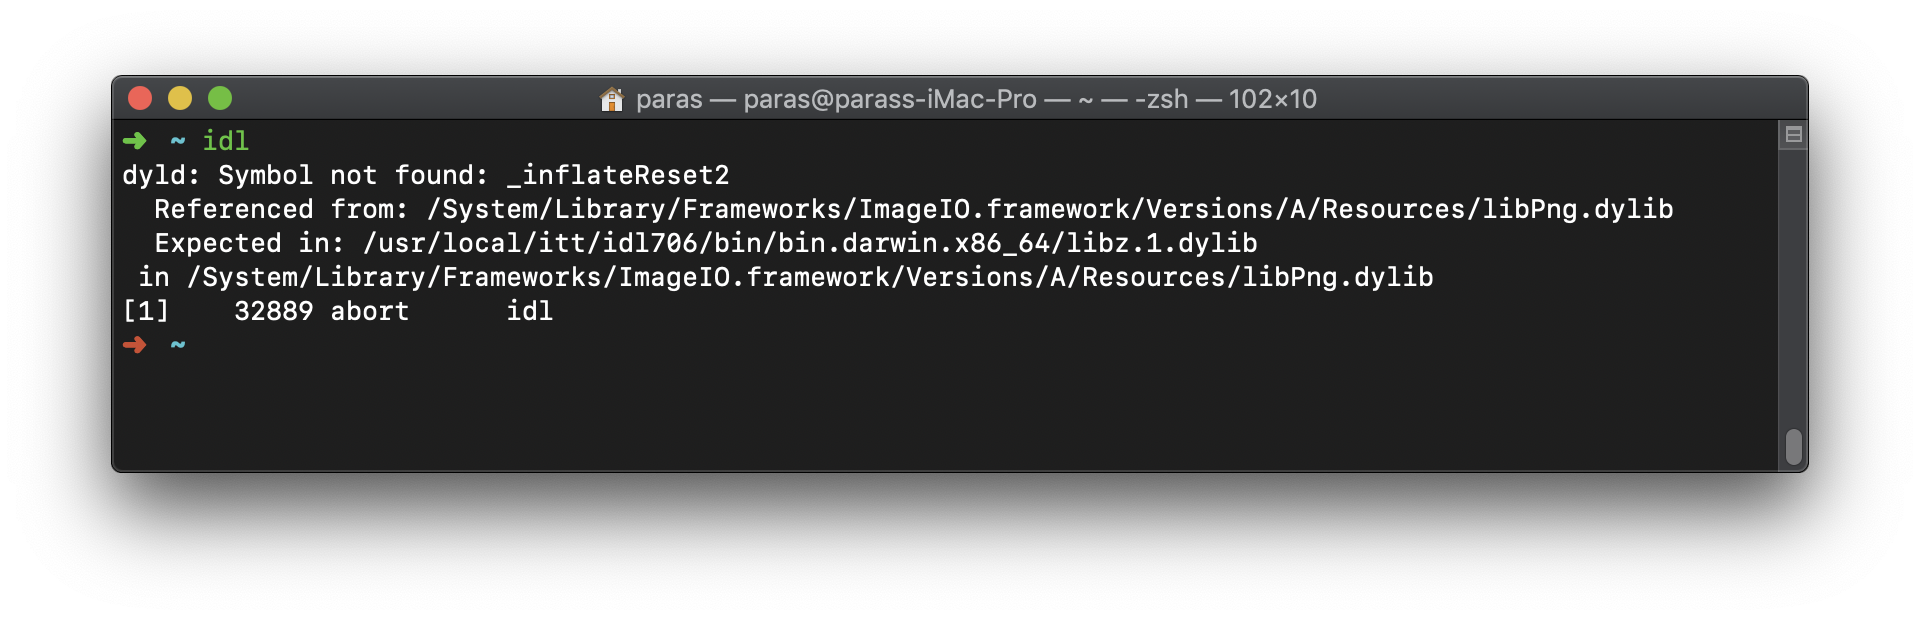 paras — paras@parass-iMac-Pro — ~ — -zsh — 102×10
➜ ~ idl
dyld: Symbol not found: _inflateReset2
  Referenced from: /System/Library/Frameworks/ImageIO.framework/Versions/A/Resources/libPng.dylib
  Expected in: /usr/local/itt/idl706/bin/bin.darwin.x86_64/libz.1.dylib
 in /System/Library/Frameworks/ImageIO.framework/Versions/A/Resources/libPng.dylib
[1]    32889 abort      idl
➜ ~